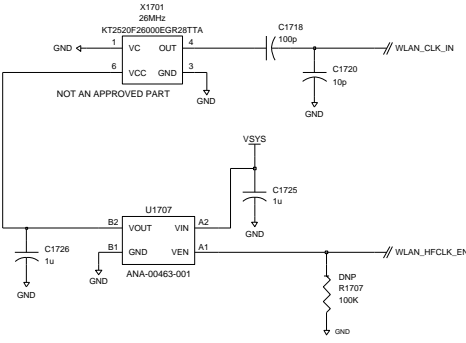 X1701
26MHz
KT2520F26000EGR28TTA
GND 1 VC OUT 4
6 VCC GND 3
GND
NOT AN APPROVED PART
C1718
100p
WLAN_CLK_IN
C1720
10p
GND
VSYS
C1725
1u
GND
U1707
B2 VOUT VIN A2
B1 GND VEN A1
ANA-00463-001
GND
C1726
1u
GND
WLAN_HFCLK_EN
DNP
R1707
100K
GND